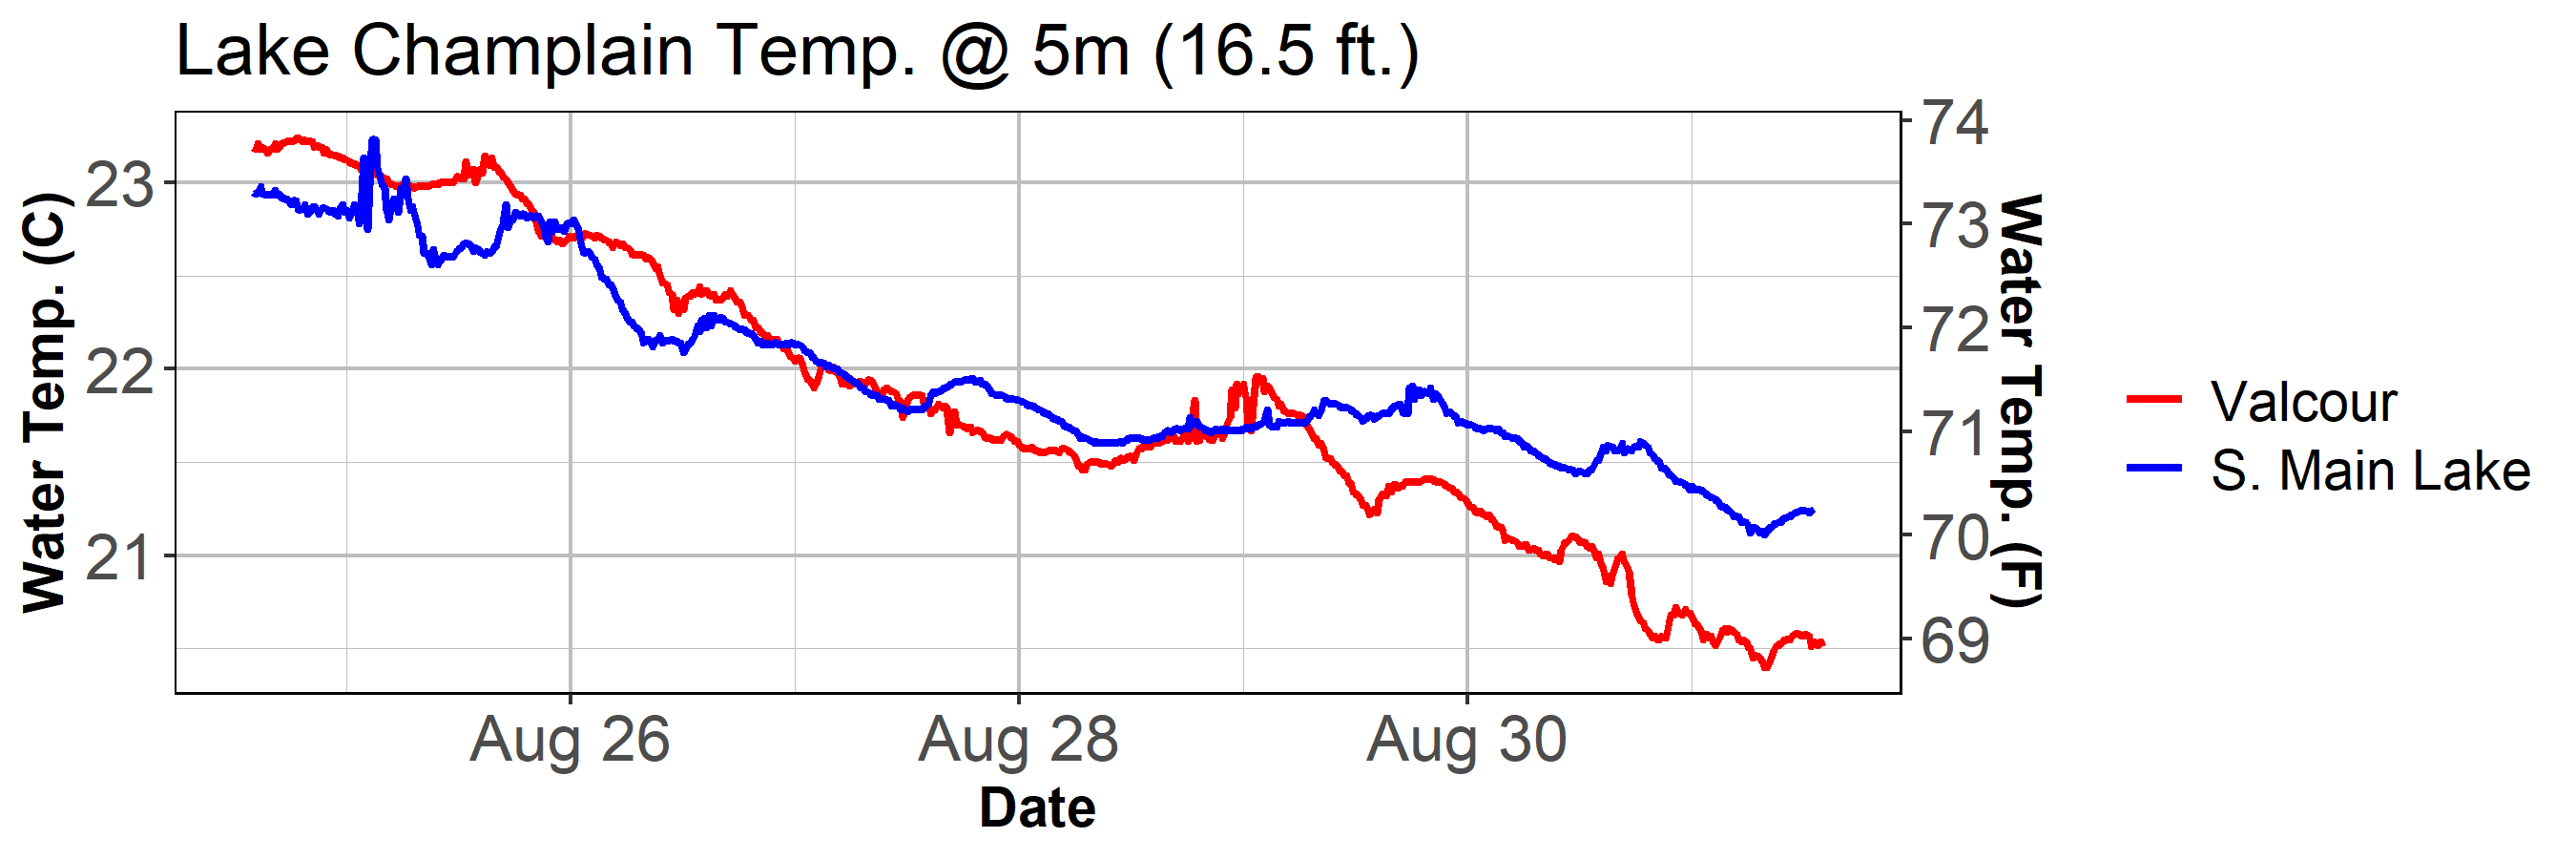 Lake Champlain Temp. @ 5m (16.5 ft.)
Water Temp. (C)
23
22
21
74
73
72
71
70
69
Water Temp. (F)
Aug 26
Aug 28
Aug 30
Date
Valcour
S. Main Lake